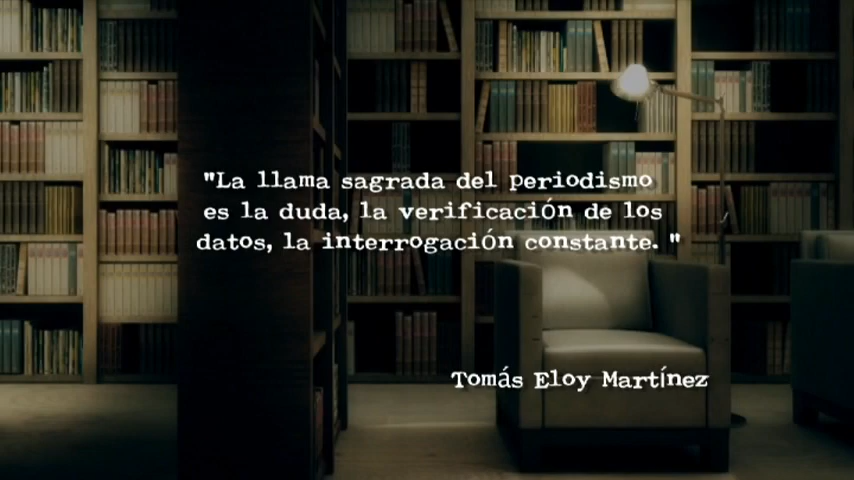 "La llama sagrada del periodismo
es la duda, la verificación de los
datos, la interrogación constante. "
Tomás Eloy Martínez